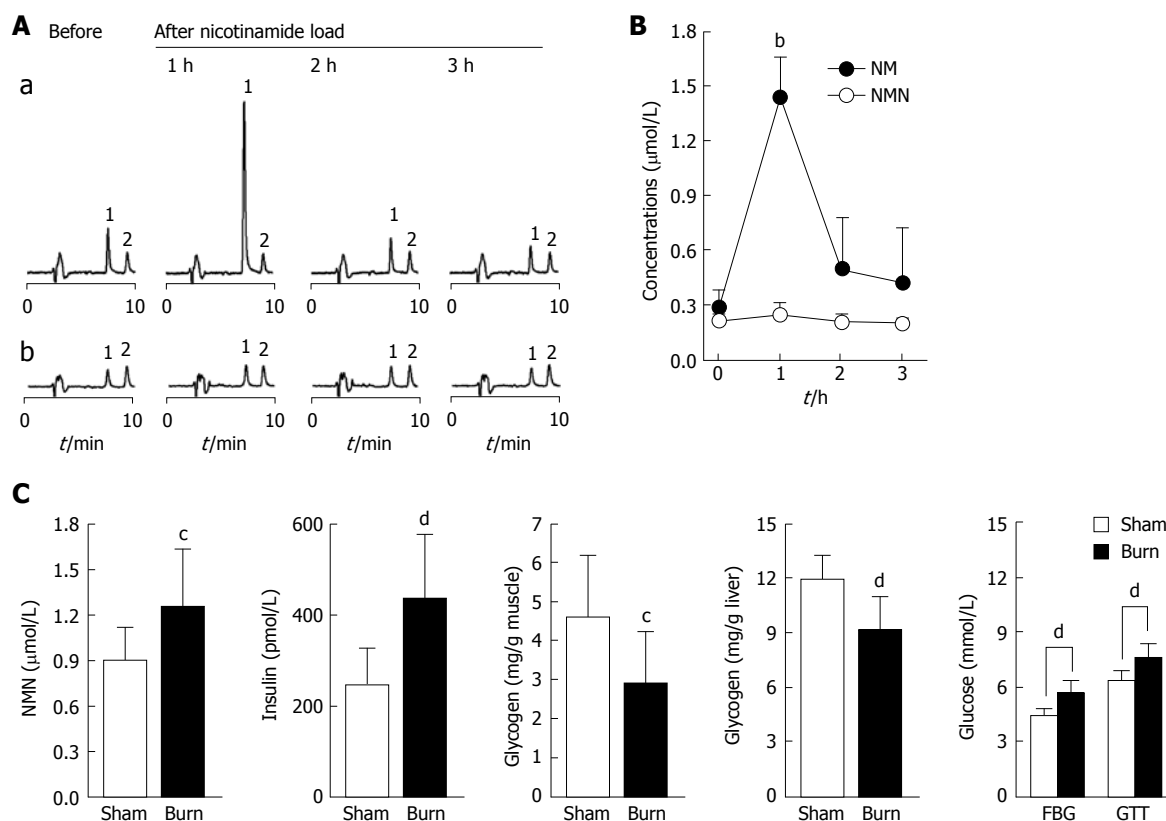 A
Before
After nicotinamide load
1 h
2 h
3 h
a
1
2
1
2
1
2
1
2
0
10
0
10
0
10
0
10
b
1 2
1 2
1 2
1 2
0
10
0
10
0
10
0
10
t/min
t/min
t/min
t/min
B
Concentrations (μmol/L)
1.8
1.5
1.2
0.9
0.6
0.3
0.0
b
NM
NMN
0
1
2
3
t/h
C
NMN (μmol/L)
1.8
1.5
1.2
0.9
0.6
0.3
0.0
c
Sham
Burn
Insulin (pmol/L)
600
400
200
0
d
Sham
Burn
Glycogen (mg/g muscle)
7
6
5
4
3
2
1
0
c
Sham
Burn
Glycogen (mg/g liver)
15
12
9
6
3
0
d
Sham
Burn
Glucose (mmol/L)
15
12
9
6
3
0
Sham
Burn
d
d
FBG
GTT